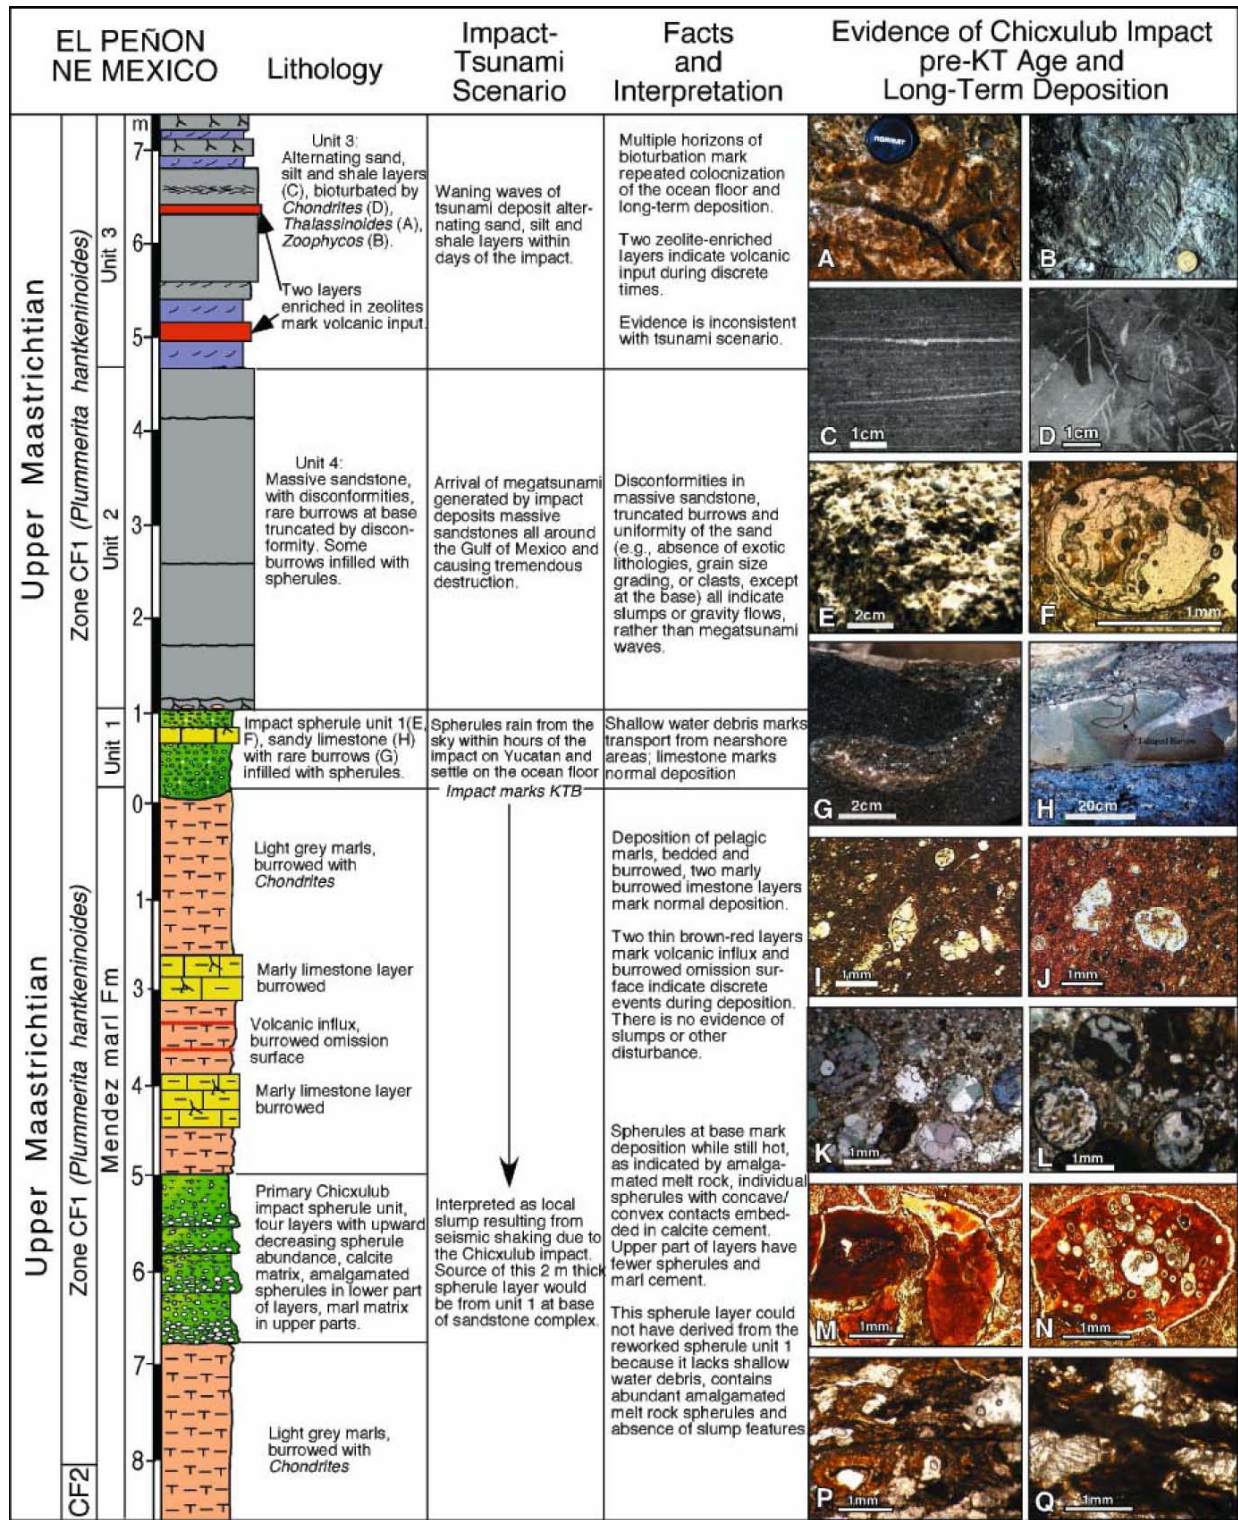 EL PEÑON
NE MEXICO
Lithology
Impact-
Tsunami
Scenario
Facts
and
Interpretation
Evidence of Chicxulub Impact
pre-KT Age and
Long-Term Deposition
Upper Maastrichtian
Zone CF1 (Plummerita hantkeninoides)
Unit 3
Unit 2
Unit 1
m
7
6
5
4
3
2
1
Unit 3:
Alternating sand,
silt and shale layers
(C), bioturbated by
Chondrites (D),
Thalassinoides (A),
Zoophycos (B).
Two layers
enriched in zeolites
mark volcanic input.
Waning waves of
tsunami deposit alter-
nating sand, silt and
shale layers within
days of the impact.
Multiple horizons of
bioturbation mark
repeated colocnization
of the ocean floor and
long-term deposition.
Two zeolite-enriched
layers indicate volcanic
input during discrete
times.
Evidence is inconsistent
with tsunami scenario.
Unit 4:
Massive sandstone,
with disconformities,
rare burrows at base
truncated by discon-
formity. Some
burrows infilled with
spherules.
Arrival of megatsunami
generated by impact
deposits massive
sandstones all around
the Gulf of Mexico and
causing tremendous
destruction.
Disconformities in
massive sandstone,
truncated burrows and
uniformity of the sand
(e.g., absence of exotic
lithologies, grain size
grading, or clasts, except
at the base) all indicate
slumps or gravity flows,
rather than megatsunami
waves.
Impact spherule unit 1(E,
F), sandy limestone (H)
with rare burrows (G)
infilled with spherules.
Spherules rain from the
sky within hours of the
impact on Yucatan and
settle on the ocean floor
Impact marks KTB
Shallow water debris marks
transport from nearshore
areas; limestone marks
normal deposition
Upper Maastrichtian
Zone CF1 (Plummerita hantkeninoides)
CF2
Mendez marl Fm
0
1
3
4
5
6
7
8
Light grey marls,
burrowed with
Chondrites
Marly limestone layer
burrowed
Volcanic influx,
burrowed omission
surface
Marly limestone layer
burrowed
Primary Chicxulub
impact spherule unit,
four layers with upward
decreasing spherule
abundance, calcite
matrix, amalgamated
spherules in lower part
of layers, marl matrix
in upper parts.
Light grey marls,
burrowed with
Chondrites
Interpreted as local
slump resulting from
seismic shaking due to
the Chicxulub impact.
Source of this 2 m thick
spherule layer would
be from unit 1 at base
of sandstone complex.
Deposition of pelagic
marls, bedded and
burrowed, two marly
burrowed imestone layers
mark normal deposition.
Two thin brown-red layers
mark volcanic influx and
burrowed omission sur-
face indicate discrete
events during deposition.
There is no evidence of
slumps or other
disturbance.
Spherules at base mark
deposition while still hot,
as indicated by amalga-
mated melt rock, individual
spherules with concave/
convex contacts embed-
ded in calcite cement.
Upper part of layers have
fewer spherules and
marl cement.
This spherule layer could
not have derived from the
reworked spherule unit 1
because it lacks shallow
water debris, contains
abundant amalgamated
melt rock spherules and
absence of slump features
A
B
C 1cm
D 1cm
E 2cm
F 1mm
G 2cm
H 20cm
I 1mm
J 1mm
K 1mm
L 1mm
M 1mm
N 1mm
P 1mm
Q 1mm